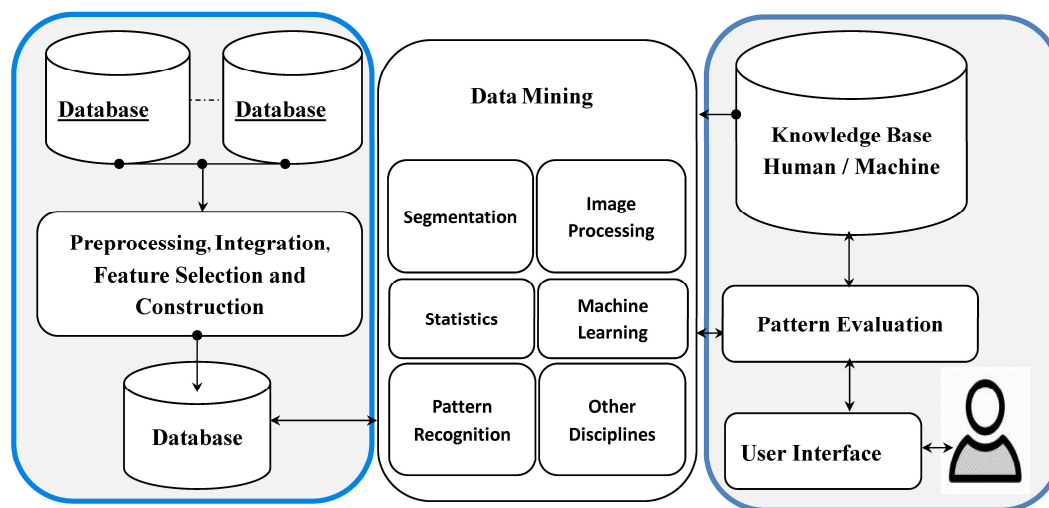 Database
Database
Preprocessing, Integration,
Feature Selection and
Construction
Database
Data Mining
Segmentation
Image
Processing
Statistics
Machine
Learning
Pattern
Recognition
Other
Disciplines
Knowledge Base
Human / Machine
Pattern Evaluation
User Interface